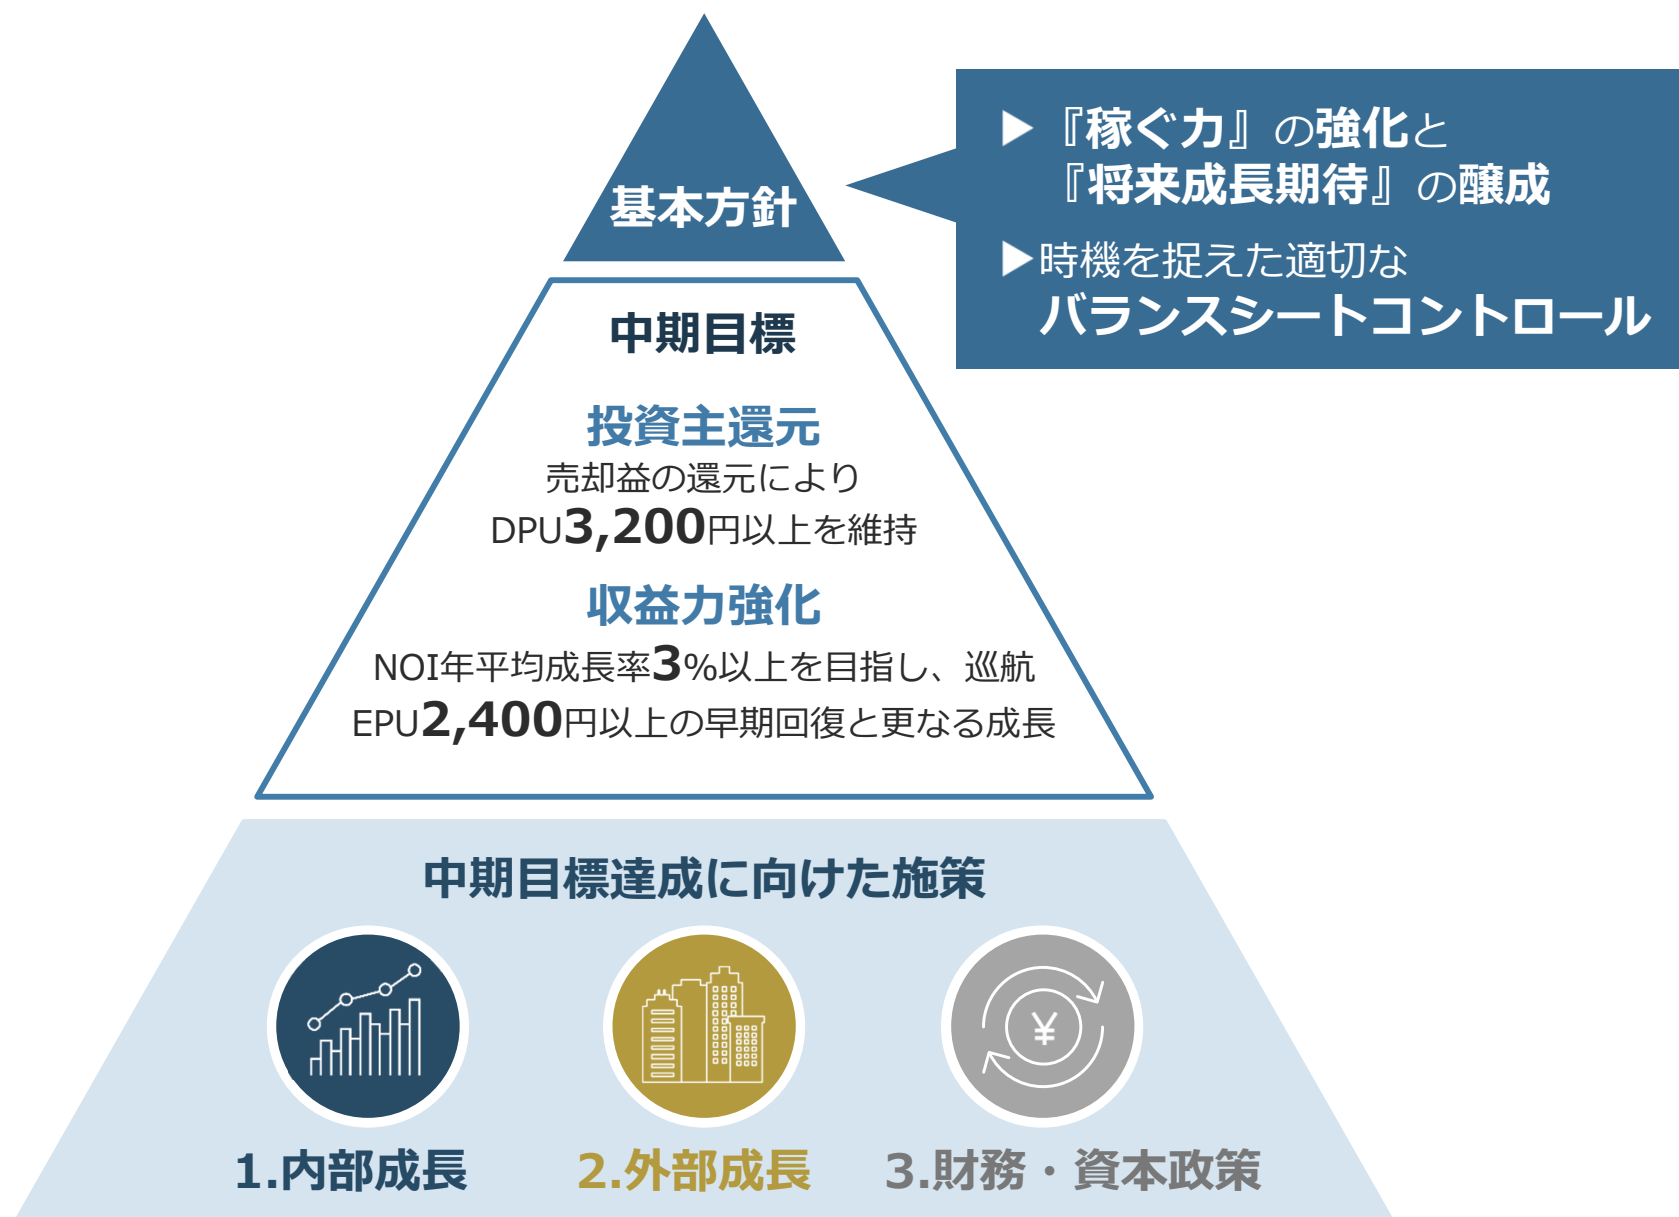 基本方針
▶『稼ぐ力』の強化と
『将来成長期待』の醸成
▶時機を捉えた適切な
バランスシートコントロール
中期目標
投資主還元
売却益の還元により
DPU3,200円以上を維持
収益力強化
NOI年平均成長率3%以上を目指し、巡航
EPU2,400円以上の早期回復と更なる成長
中期目標達成に向けた施策
¥
1.内部成長
2.外部成長
3.財務・資本政策